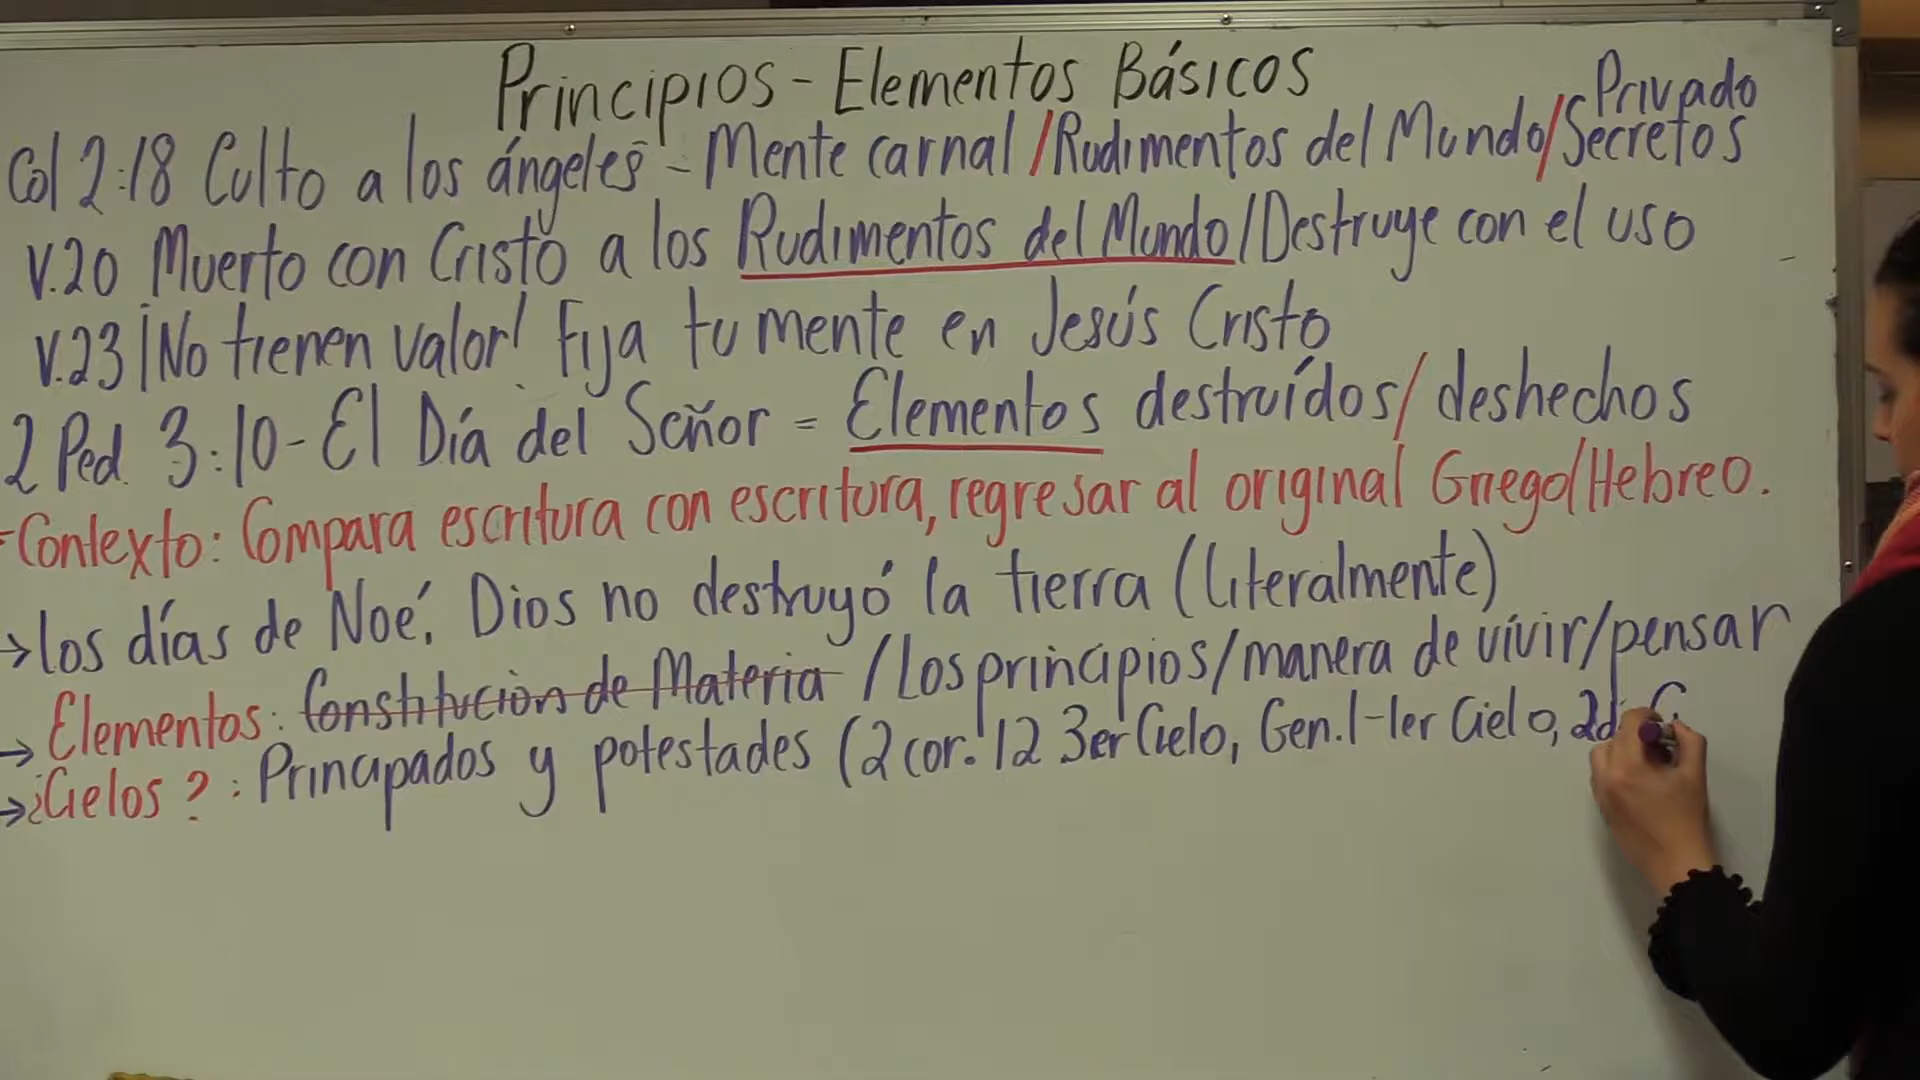 Principios - Elementos Básicos
Privado
Col 2:18 Culto a los ángeles - Mente carnal / Rudimentos del Mundo / Secretos
V.20 Muerto con Cristo a los Rudimentos del Mundo / Destruye con el uso
V.23 ¡No tienen valor! Fija tu mente en Jesús Cristo
2 Ped. 3:10 - El Día del Señor = Elementos destruídos / deshechos
- Contexto: Compara escritura con escritura, regresar al original Griego/Hebreo.
→ los días de Noé: Dios no destruyó la tierra (literalmente)
→ Elementos: Constitución de Materia / Los principios / manera de vivir / pensar
→ ¿Cielos?: Principados y potestades (2 cor. 12 3er Cielo, Gen. 1 - 1er Cielo, 2d